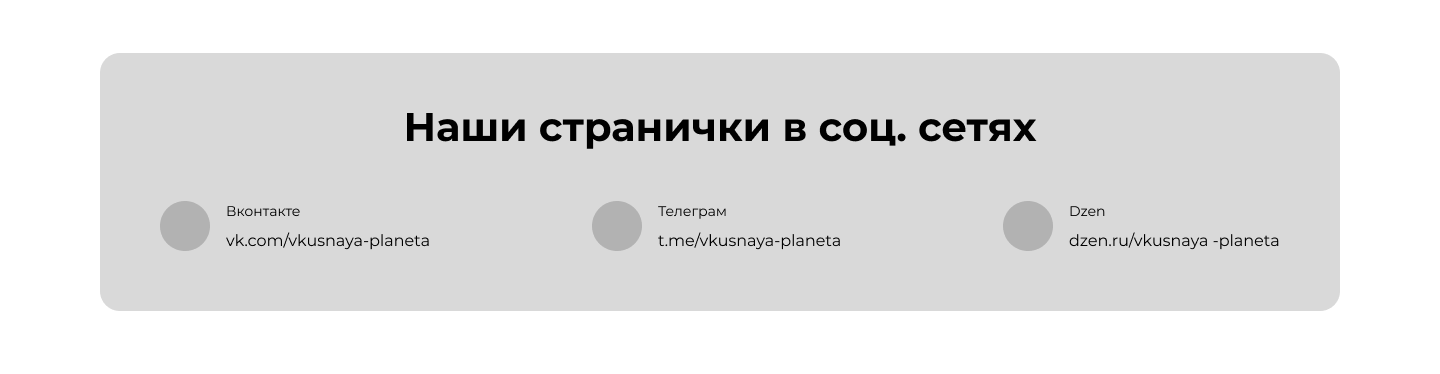 Наши странички в соц. сетях
Вконтакте
vk.com/vkusnaya-planeta
Телеграм
t.me/vkusnaya-planeta
Dzen
dzen.ru/vkusnaya -planeta